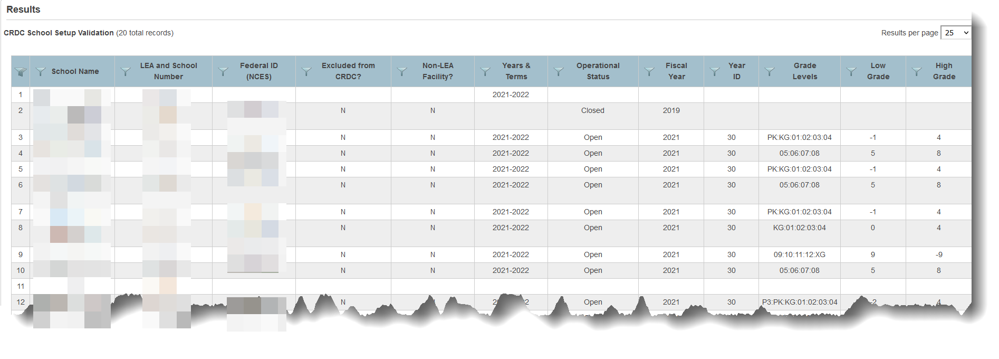 Results
CRDC School Setup Validation (20 total records)
Results per page 25
School Name
LEA and School Number
Federal ID (NCES)
Excluded from CRDC?
Non-LEA Facility?
Years & Terms
Operational Status
Fiscal Year
Year ID
Grade Levels
Low Grade
High Grade
1 2021-2022
2 N N Closed 2019
3 N N 2021-2022 Open 2021 30 PK:KG:01:02:03:04 -1 4
4 N N 2021-2022 Open 2021 30 05:06:07:08 5 8
5 N N 2021-2022 Open 2021 30 PK:KG:01:02:03:04 -1 4
6 N N 2021-2022 Open 2021 30 05:06:07:08 5 8
7 N N 2021-2022 Open 2021 30 PK:KG:01:02:03:04 -1 4
8 N N 2021-2022 Open 2021 30 KG:01:02:03:04 0 4
9 N N 2021-2022 Open 2021 30 09:10:11:12:XG 9 -9
10 N N 2021-2022 Open 2021 30 05:06:07:08 5 8
11
12 N Open 2021 30 P3:PK:KG:01:02:03:04 -2 4